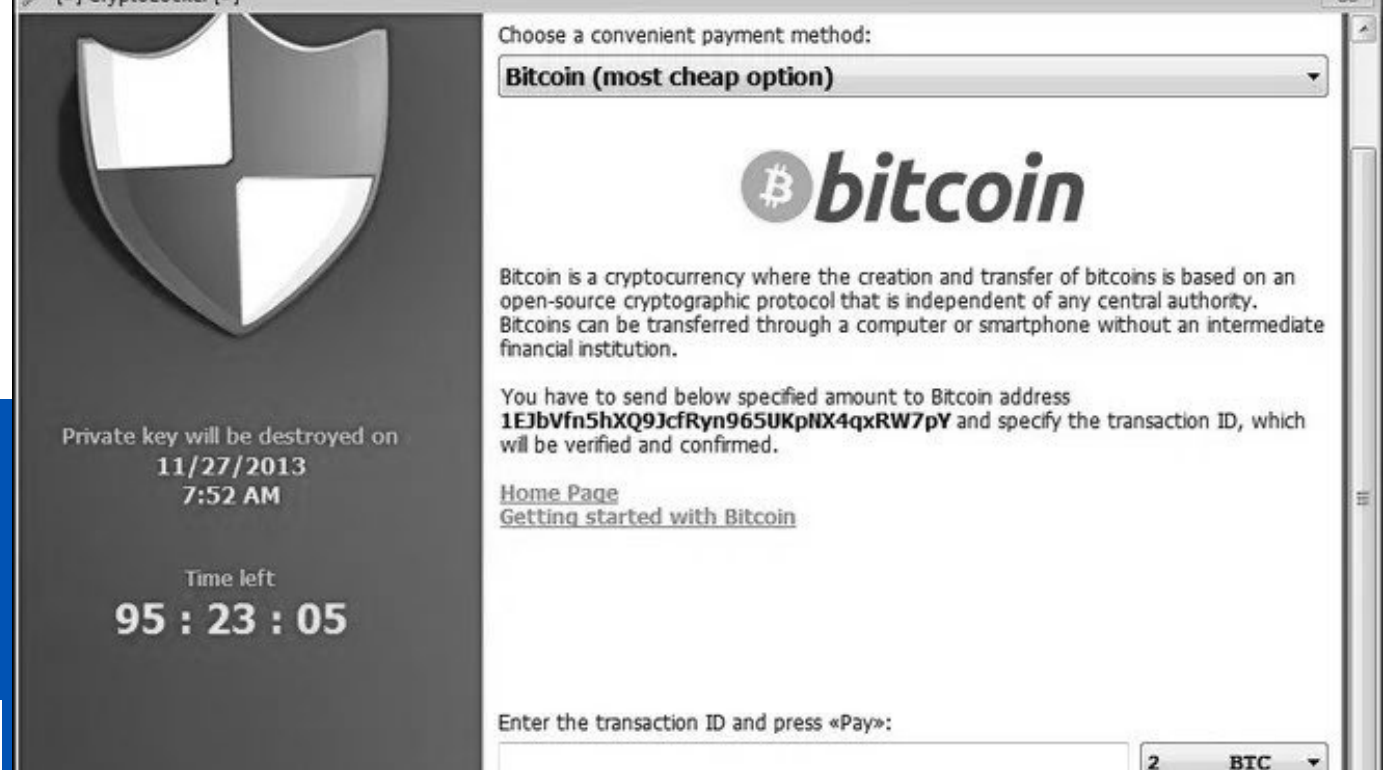 Choose a convenient payment method:
Bitcoin (most cheap option)
bitcoin
Bitcoin is a cryptocurrency where the creation and transfer of bitcoins is based on an
open-source cryptographic protocol that is independent of any central authority.
Bitcoins can be transferred through a computer or smartphone without an intermediate
financial institution.
You have to send below specified amount to Bitcoin address
1EJbVfn5hXQ9JcfRyn965UKpNX4qxRW7pY and specify the transaction ID, which
will be verified and confirmed.
Home Page
Getting started with Bitcoin
Private key will be destroyed on
11/27/2013
7:52 AM
Time left
95 : 23 : 05
Enter the transaction ID and press «Pay»:
2 BTC